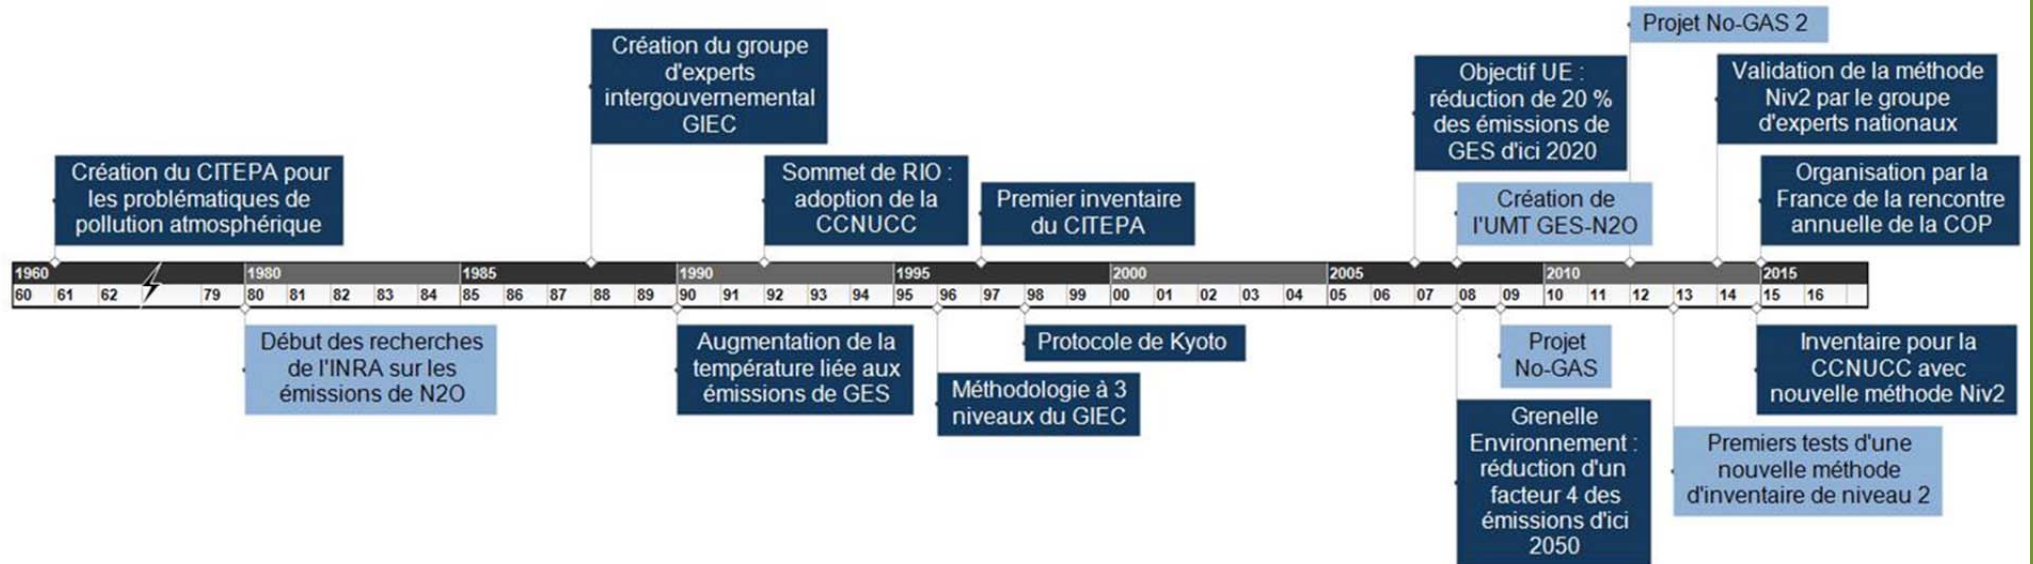 Projet No-GAS 2
Création du groupe
d'experts
intergouvernemental
GIEC
Objectif UE :
réduction de 20 %
des émissions de
GES d'ici 2020
Validation de la méthode
Niv2 par le groupe
d'experts nationaux
Création du CITEPA pour
les problématiques de
pollution atmosphérique
Sommet de RIO :
adoption de la
CCNUCC
Premier inventaire
du CITEPA
Création de
l'UMT GES-N2O
Organisation par la
France de la rencontre
annuelle de la COP
1960 1980 1985 1990 1995 2000 2005 2010 2015
60 61 62 79 80 81 82 83 84 85 86 87 88 89 90 91 92 93 94 95 96 97 98 99 00 01 02 03 04 05 06 07 08 09 10 11 12 13 14 15 16
Début des recherches
de l'INRA sur les
émissions de N2O
Augmentation de la
température liée aux
émissions de GES
Protocole de Kyoto
Méthodologie à 3
niveaux du GIEC
Projet
No-GAS
Grenelle
Environnement :
réduction d'un
facteur 4 des
émissions d'ici
2050
Inventaire pour la
CCNUCC avec
nouvelle méthode Niv2
Premiers tests d'une
nouvelle méthode
d'inventaire de niveau 2